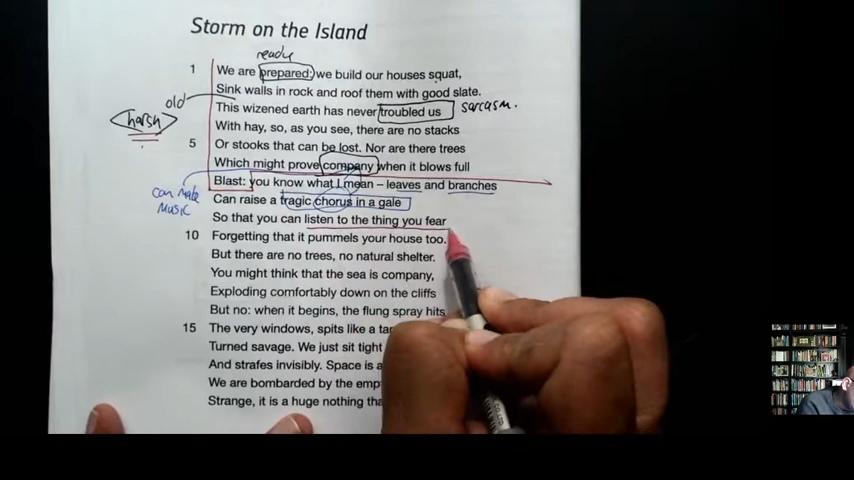 Storm on the Island
ready
1 We are prepared: we build our houses squat,
Sink walls in rock and roof them with good slate.
old
This wizened earth has never troubled us
sarcasm.
harsh
With hay, so, as you see, there are no stacks
5 Or stooks that can be lost. Nor are there trees
Which might prove company when it blows full
Blast: you know what I mean – leaves and branches
can make
music
Can raise a tragic chorus in a gale
So that you can listen to the thing you fear
10 Forgetting that it pummels your house too.
But there are no trees, no natural shelter.
You might think that the sea is company,
Exploding comfortably down on the cliffs
But no: when it begins, the flung spray hits
15 The very windows, spits like a
Turned savage. We just sit tight
And strafes invisibly. Space is a
We are bombarded by the
Strange, it is a huge nothing